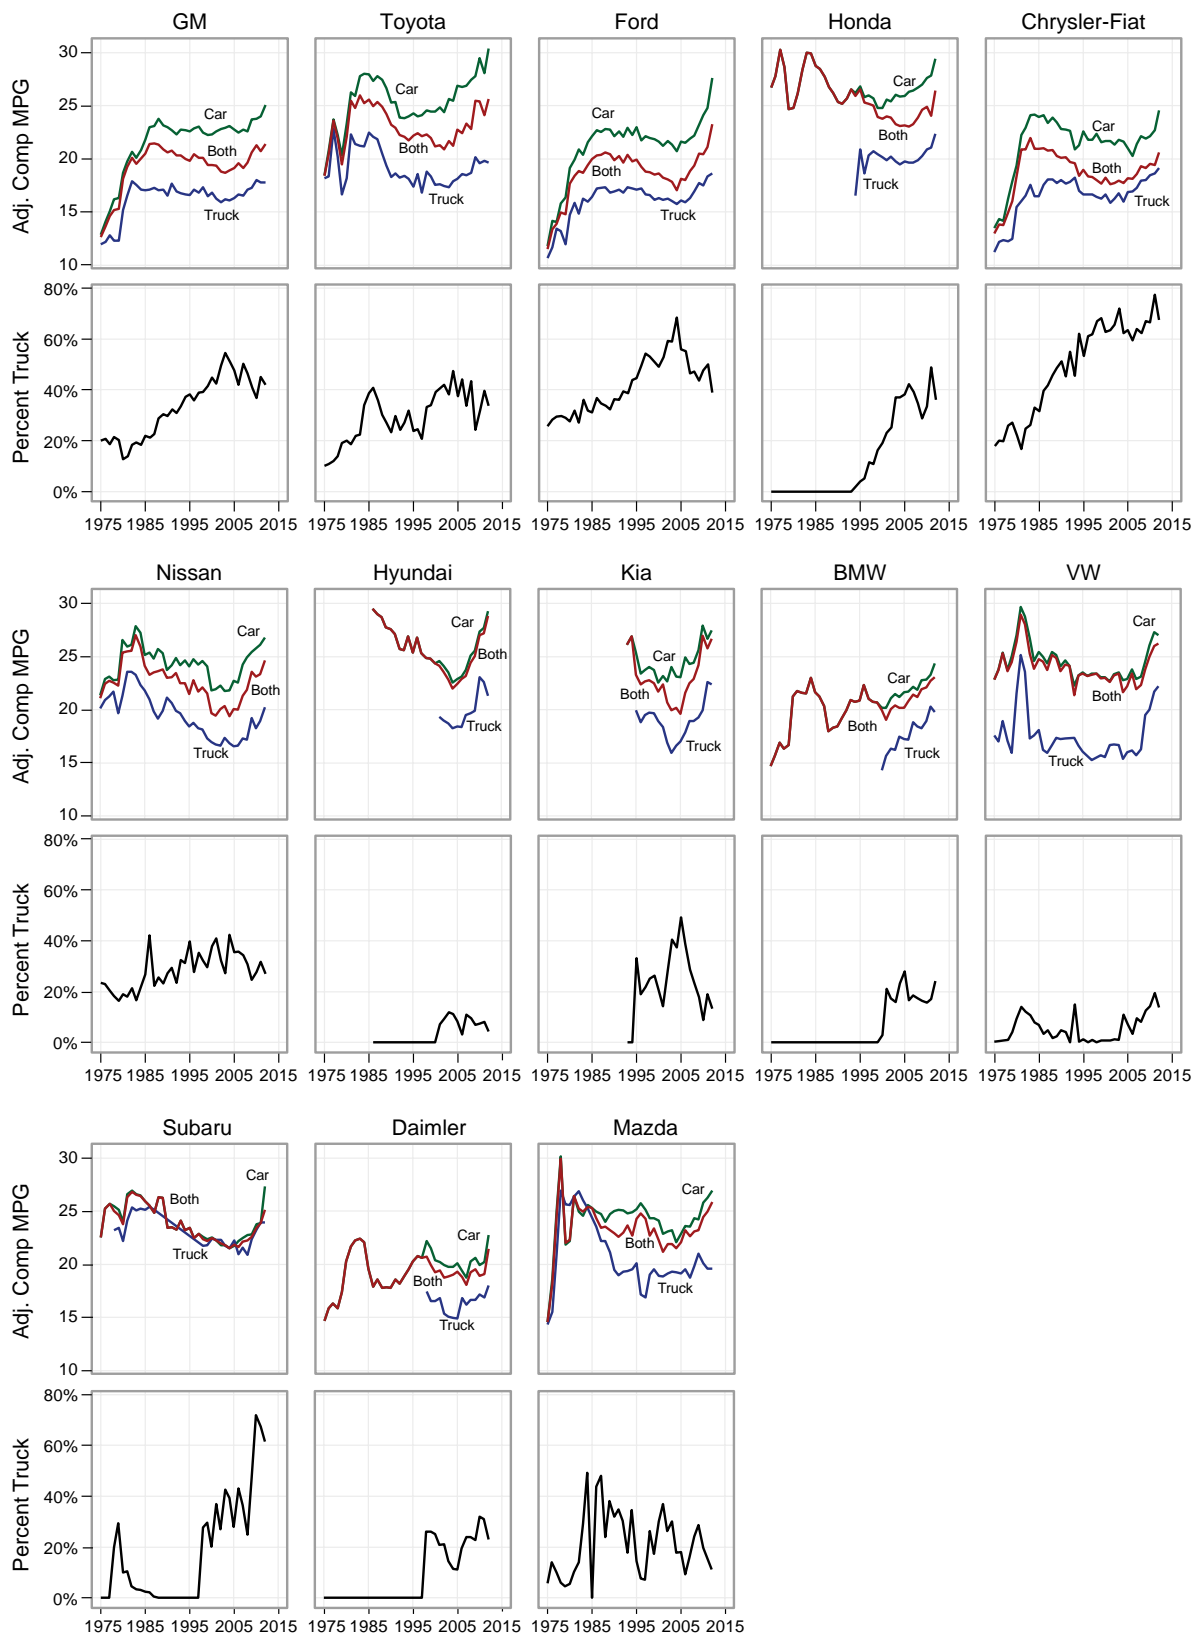 GM Toyota Ford Honda Chrysler-Fiat
Adj. Comp MPG
30
25
20
15
10
Car Both Truck
Car Both Truck
Car Both Truck
Car Both Truck
Car Both Truck
Percent Truck
80%
60%
40%
20%
0%
1975 1985 1995 2005 2015 1975 1985 1995 2005 2015 1975 1985 1995 2005 2015 1975 1985 1995 2005 2015 1975 1985 1995 2005 2015
Nissan Hyundai Kia BMW VW
Adj. Comp MPG
30
25
20
15
10
Car Both Truck
Car Both Truck
Car Both Truck
Car Both Truck
Car Both Truck
Percent Truck
80%
60%
40%
20%
0%
1975 1985 1995 2005 2015 1975 1985 1995 2005 2015 1975 1985 1995 2005 2015 1975 1985 1995 2005 2015 1975 1985 1995 2005 2015
Subaru Daimler Mazda
Adj. Comp MPG
30
25
20
15
10
Car Both Truck
Car Both Truck
Car Both Truck
Percent Truck
80%
60%
40%
20%
0%
1975 1985 1995 2005 2015 1975 1985 1995 2005 2015 1975 1985 1995 2005 2015